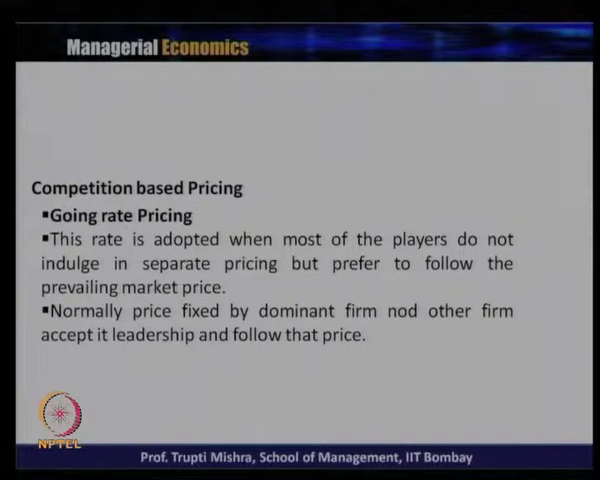 Managerial Economics
Competition based Pricing
▪Going rate Pricing
▪This rate is adopted when most of the players do not
indulge in separate pricing but prefer to follow the
prevailing market price.
▪Normally price fixed by dominant firm nod other firm
accept it leadership and follow that price.
NPTEL
Prof. Trupti Mishra, School of Management, IIT Bombay